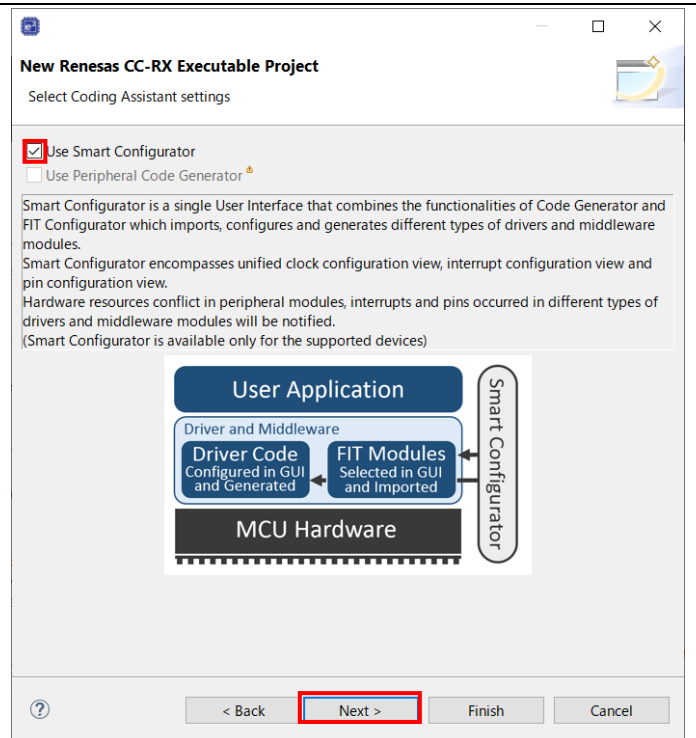 New Renesas CC-RX Executable Project
Select Coding Assistant settings
Use Smart Configurator
Use Peripheral Code Generator
Smart Configurator is a single User Interface that combines the functionalities of Code Generator and
FIT Configurator which imports, configures and generates different types of drivers and middleware
modules.
Smart Configurator encompasses unified clock configuration view, interrupt configuration view and
pin configuration view.
Hardware resources conflict in peripheral modules, interrupts and pins occurred in different types of
drivers and middleware modules will be notified.
(Smart Configurator is available only for the supported devices)
User Application
Driver and Middleware
Driver Code
Configured in GUI
and Generated
FIT Modules
Selected in GUI
and Imported
MCU Hardware
Smart Configurator
?
< Back
Next >
Finish
Cancel